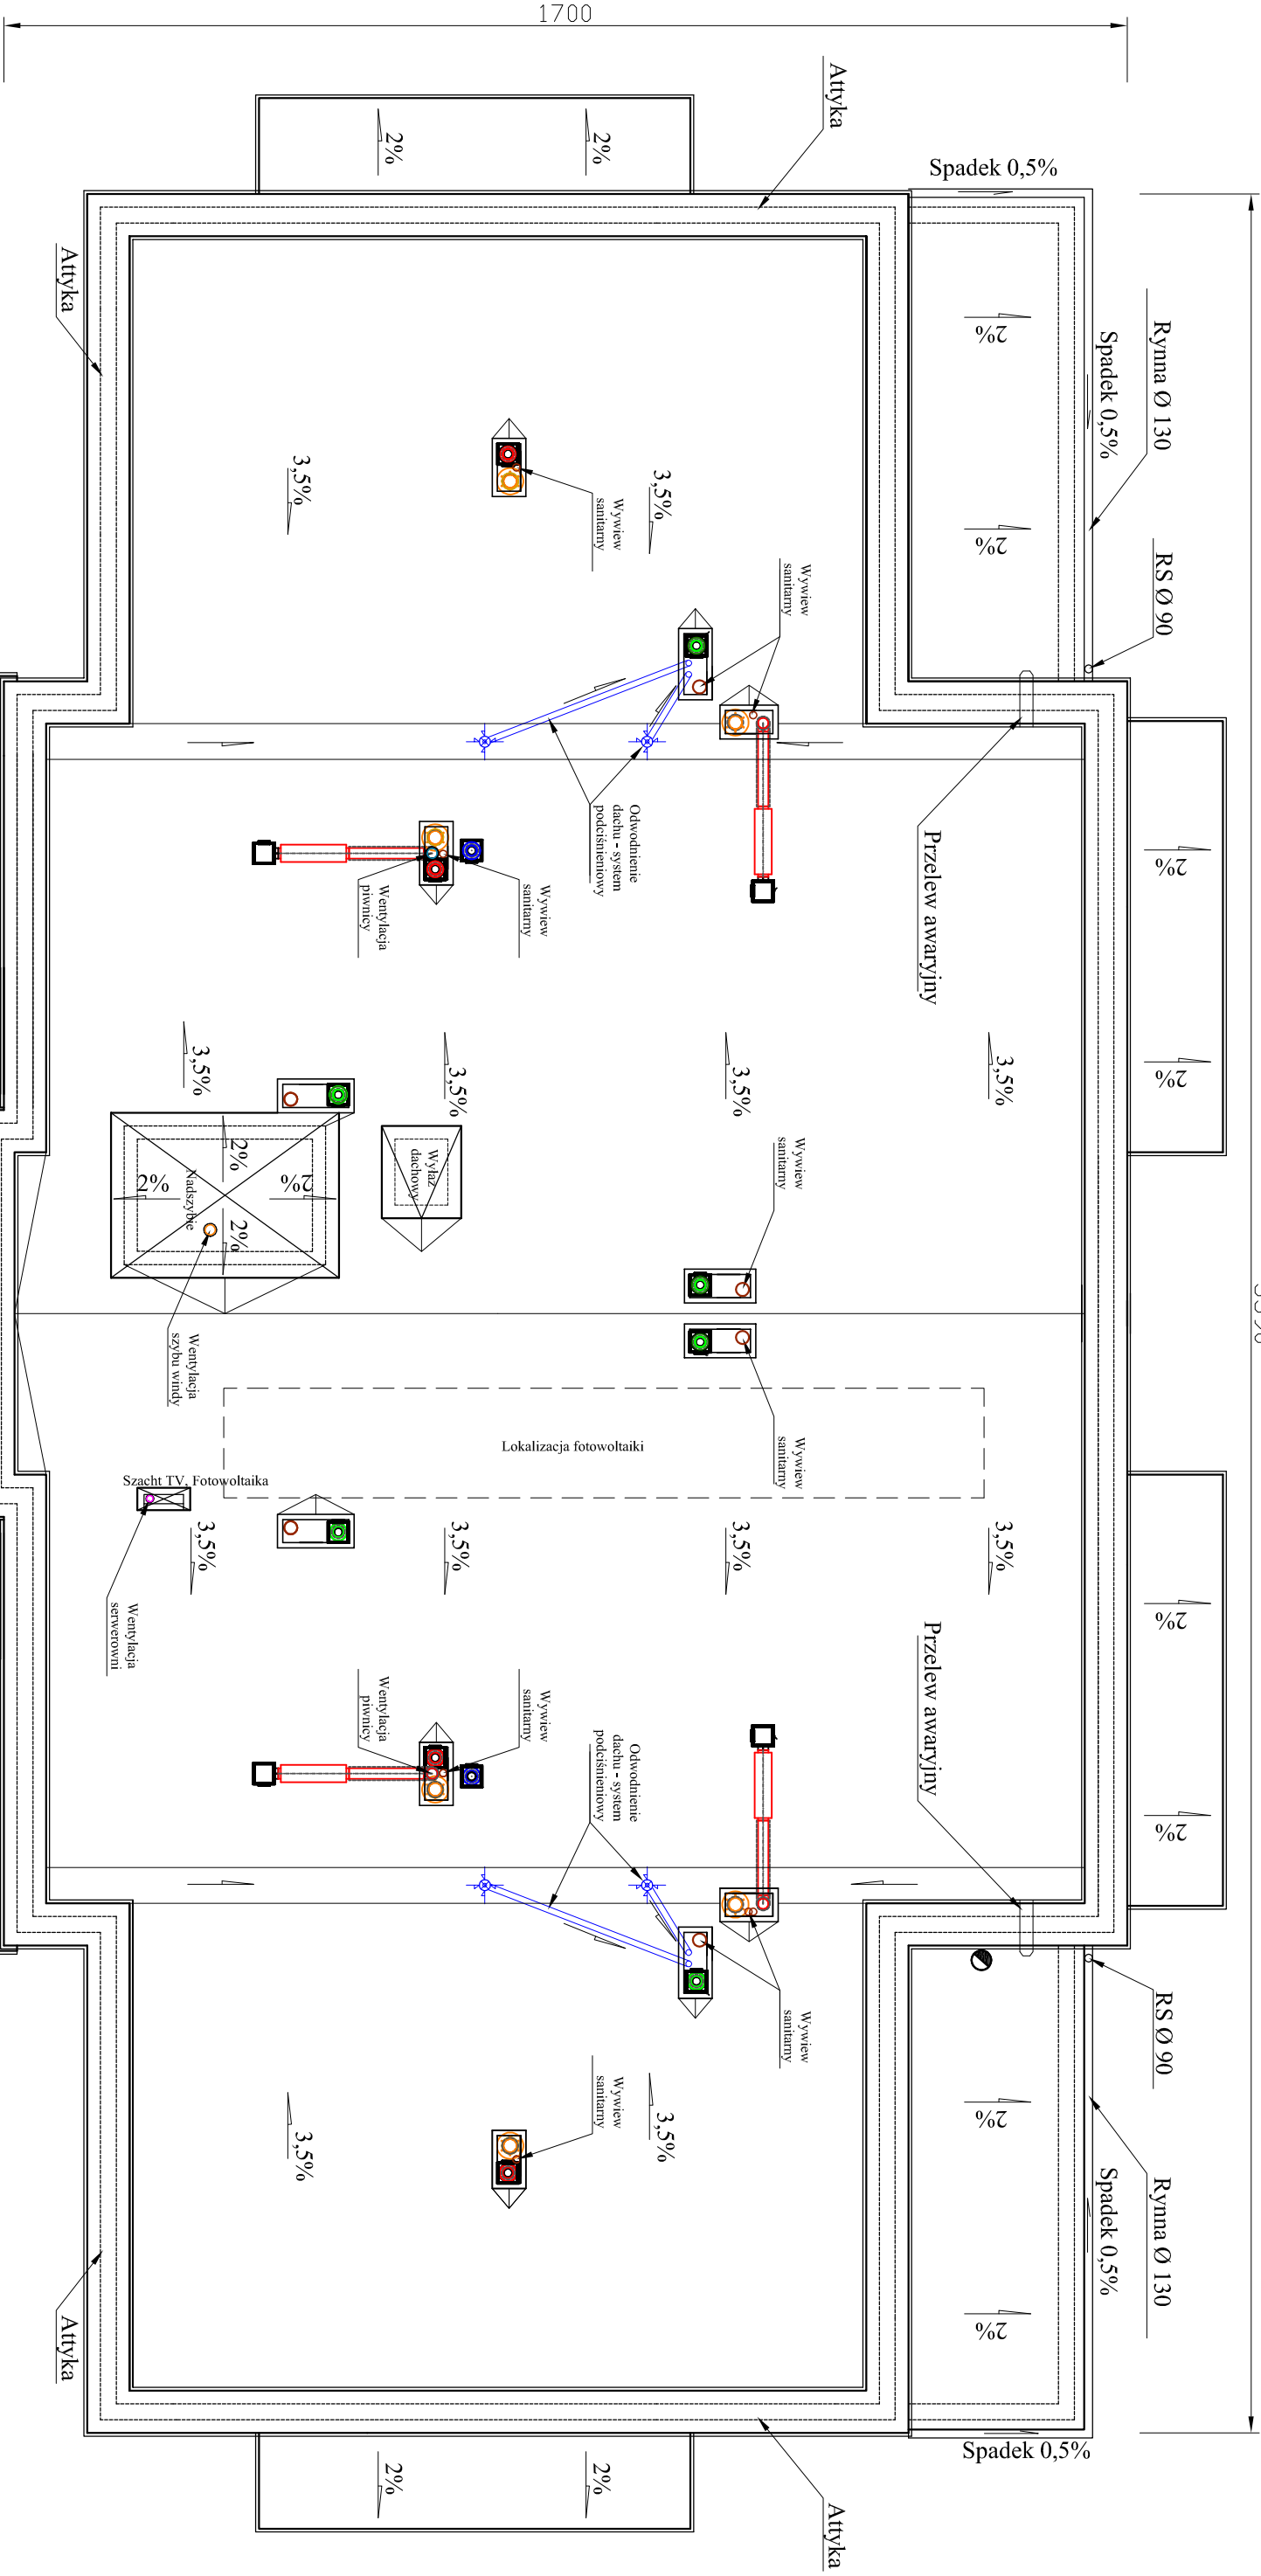 1700
Attyka
2%
2%
Spadek 0,5%
Attyka
2%
2%
Spadek 0,5%
Rynna Ø 130
RS Ø 90
3,5%
3,5%
Wywiew
sanitarny
Wywiew
sanitarny
Odwodnienie
dachu - system
podciśnieniowy
Przelew awaryjny
2%
2%
Wywiew
sanitarny
Wentylacja
piwnicy
3,5%
3,5%
3,5%
3,5%
Wyłaz
dachowy
2%
2%
2%
2%
Nadszybie
Wywiew
sanitarny
Wentylacja
szybu windy
Lokalizacja fotowoltaiki
Wywiew
sanitarny
Szacht TV, Fotowoltaika
3,5%
3,5%
3,5%
3,5%
Wentylacja
serwerowni
Przelew awaryjny
2%
2%
Wywiew
sanitarny
Wentylacja
piwnicy
Odwodnienie
dachu - system
podciśnieniowy
RS Ø 90
Wywiew
sanitarny
Wywiew
sanitarny
3,5%
3,5%
2%
2%
Rynna Ø 130
Spadek 0,5%
Attyka
Spadek 0,5%
2%
2%
Attyka